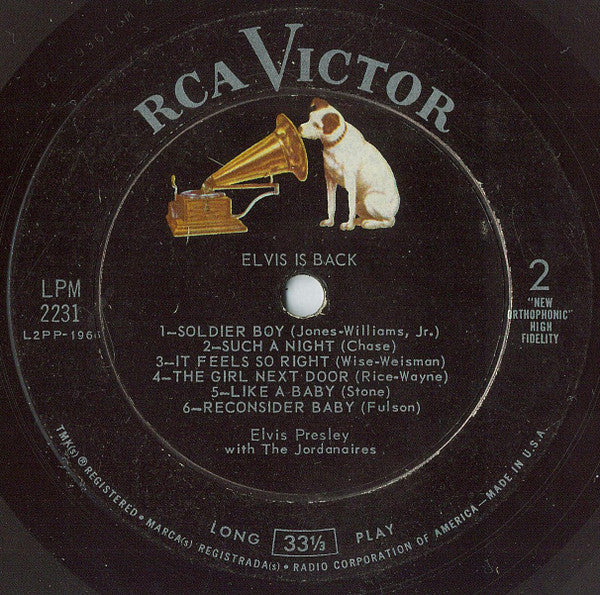 RCA VICTOR
ELVIS IS BACK
LPM
2231
L2PP-196
2
"NEW
ORTHOPHONIC"
HIGH
FIDELITY
1—SOLDIER BOY (Jones-Williams, Jr.)
2—SUCH A NIGHT (Chase)
3—IT FEELS SO RIGHT (Wise-Weisman)
4—THE GIRL NEXT DOOR (Rice-Wayne)
5—LIKE A BABY (Stone)
6—RECONSIDER BABY (Fulson)
Elvis Presley
with The Jordanaires
LONG 33⅓ PLAY
TMK(s) ® REGISTERED • MARCA(s) REGISTRADA(s) • RADIO CORPORATION OF AMERICA—MADE IN U.S.A.